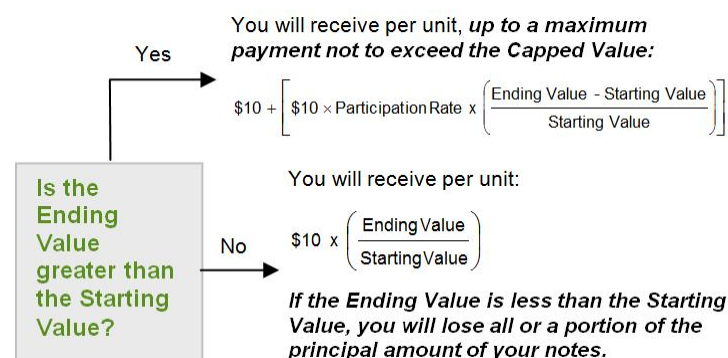 You will receive per unit, up to a maximum
payment not to exceed the Capped Value:
Yes
$10 + [ $10 × Participation Rate x ( Ending Value - Starting Value
Starting Value ) ]
Is the
Ending
Value
greater than
the Starting
Value?
You will receive per unit:
No
$10 x ( Ending Value
Starting Value )
If the Ending Value is less than the Starting
Value, you will lose all or a portion of the
principal amount of your notes.